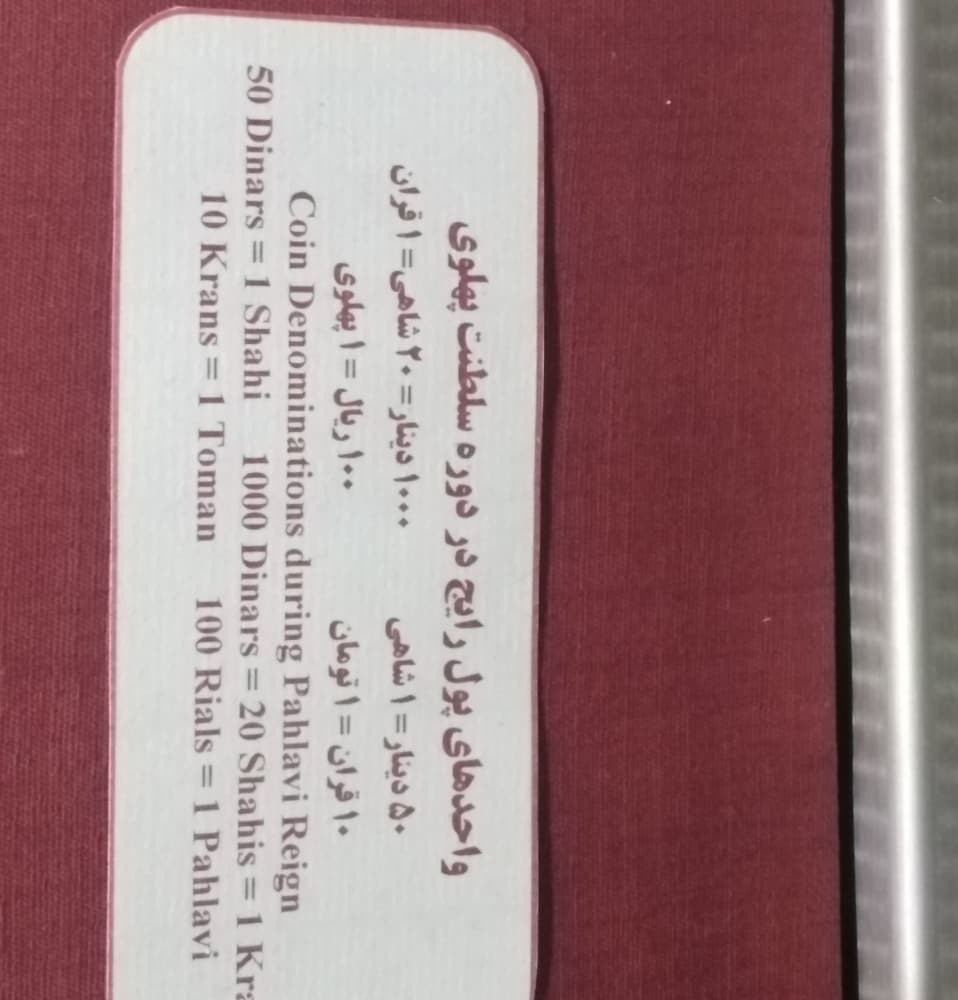 واحدهای پول رایج در دوره سلطنت پهلوی
۵۰ دینار = ۱ شاهی ۱۰۰۰ دینار = ۲۰ شاهی = ۱ قران
۱۰ قران = ۱ تومان ۱۰۰ ریال = ۱ پهلوی
Coin Denominations during Pahlavi Reign
50 Dinars = 1 Shahi 1000 Dinars = 20 Shahis = 1
10 Krans = 1 Toman 100 Rials = 1 Pahlavi